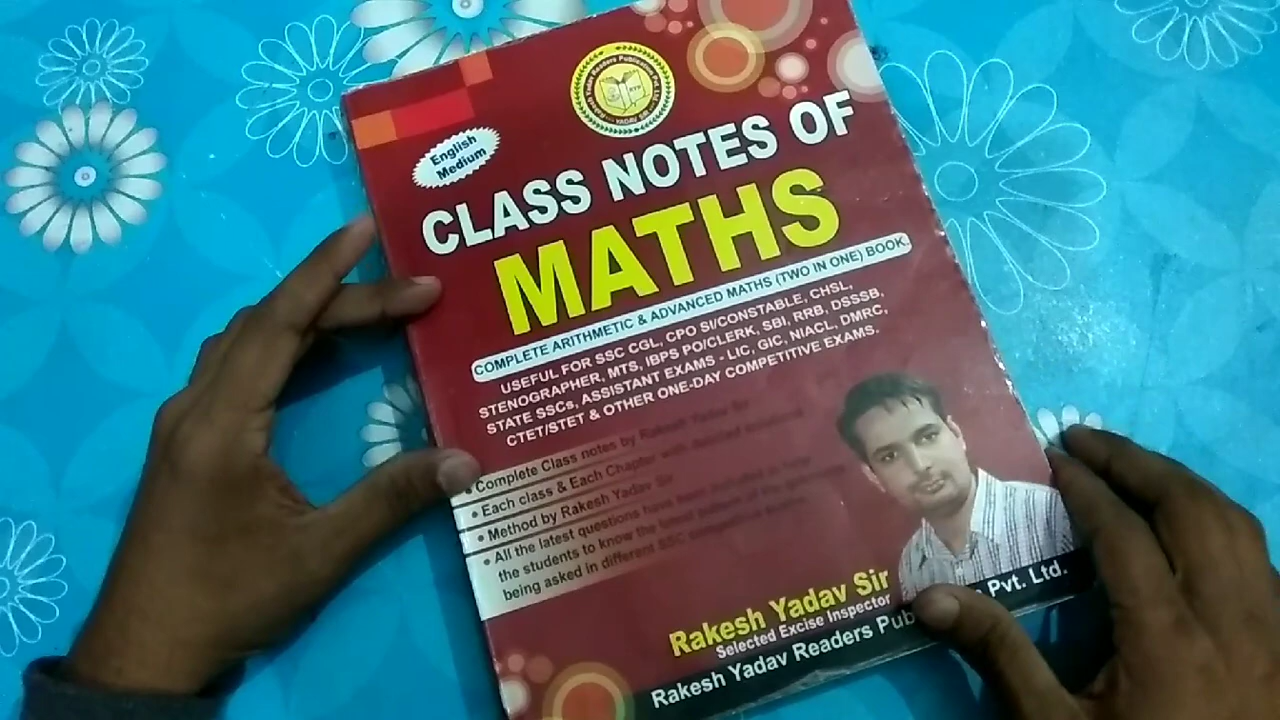 Rakesh Yadav Readers Publication Pvt. Ltd.
YADAV SIR
RYP
English
Medium
CLASS NOTES OF
MATHS
COMPLETE ARITHMETIC & ADVANCED MATHS (TWO IN ONE) BOOK.
USEFUL FOR SSC CGL, CPO SI/CONSTABLE, CHSL,
STENOGRAPHER, MTS, IBPS PO/CLERK, SBI, RRB, DSSSB,
STATE SSCs, ASSISTANT EXAMS - LIC, GIC, NIACL, DMRC,
CTET/STET & OTHER ONE-DAY COMPETITIVE EXAMS.
• Complete Class notes by Rakesh Yadav Sir
• Each class & Each Chapter with detailed
• Method by Rakesh Yadav Sir
• All the latest questions have been included to help
the students to know the latest pattern of the questions
being asked in different SSC
Rakesh Yadav Sir
Selected Excise Inspector
Rakesh Yadav Readers Pub Pvt. Ltd.